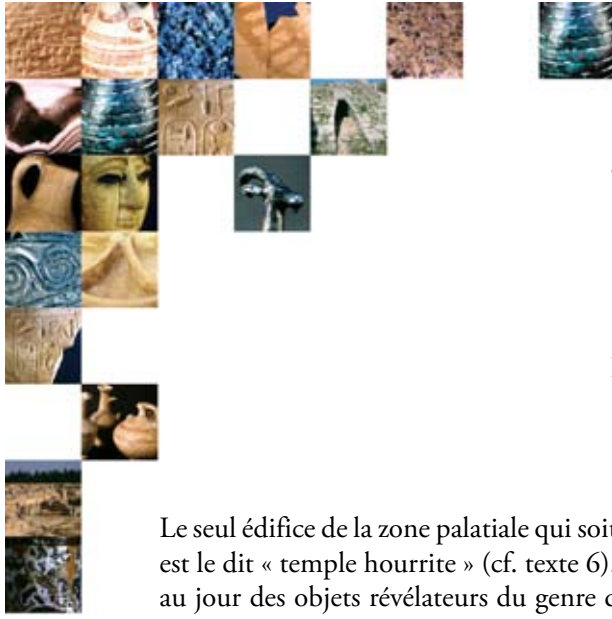 Le seul édifice de la zone palatiale qui soit
est le dit « temple hourrite » (cf. texte 6).
au jour des objets révélateurs du genre